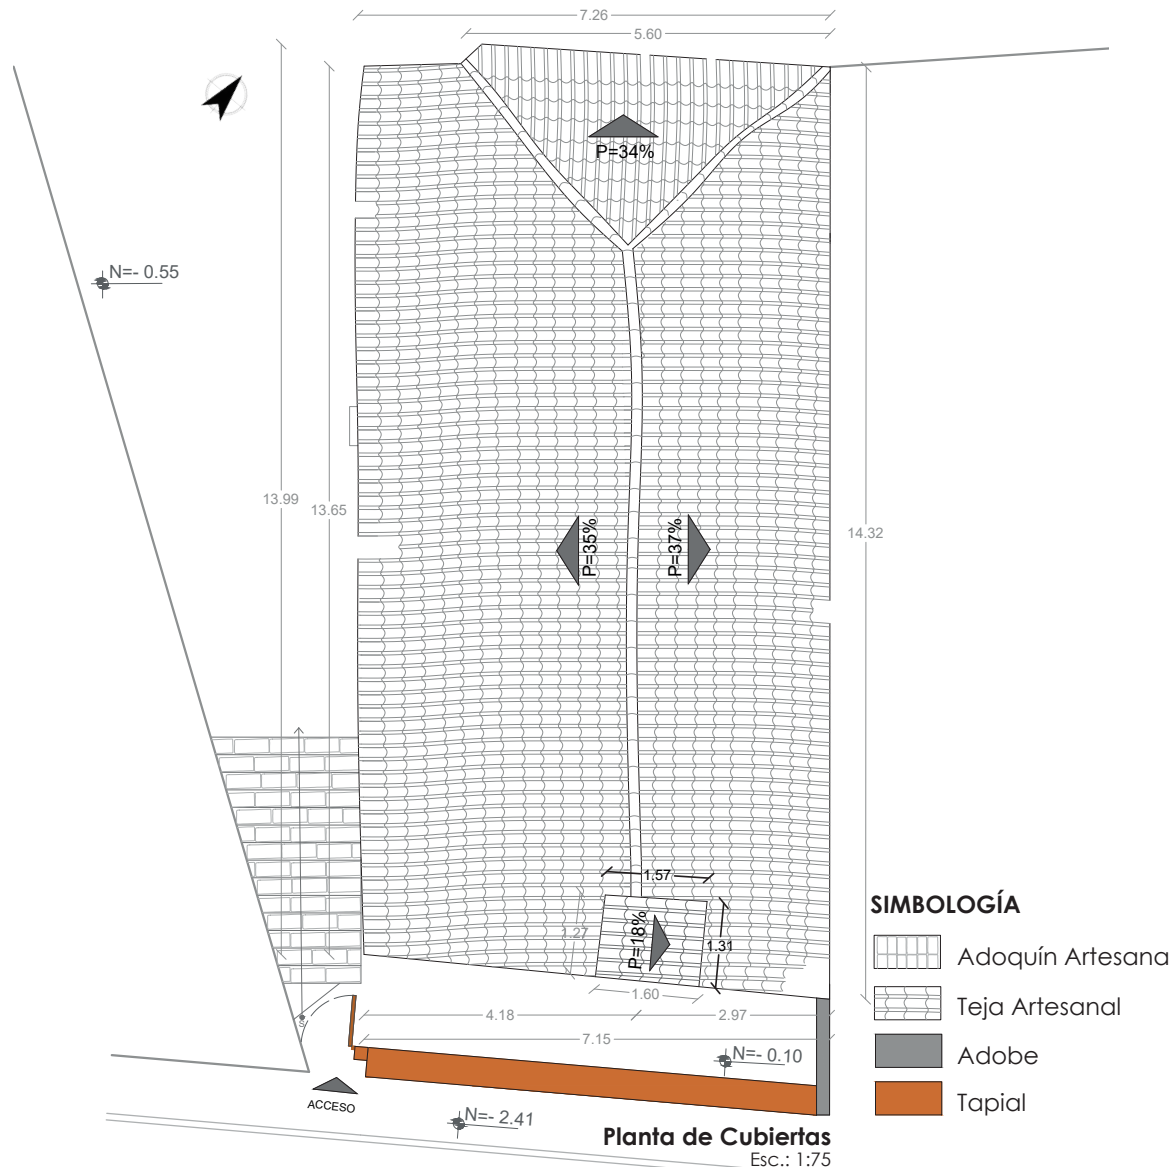 7.26
5.60
P=34%
N=- 0.55
13.99
13.65
P=35%
P=37%
14.32
1.57
1.27
P=18%
1.31
1.60
4.18
2.97
7.15
N=- 0.10
ACCESO
N=- 2.41
SIMBOLOGÍA
Adoquín Artesana
Teja Artesanal
Adobe
Tapial
Planta de Cubiertas
Esc.: 1:75